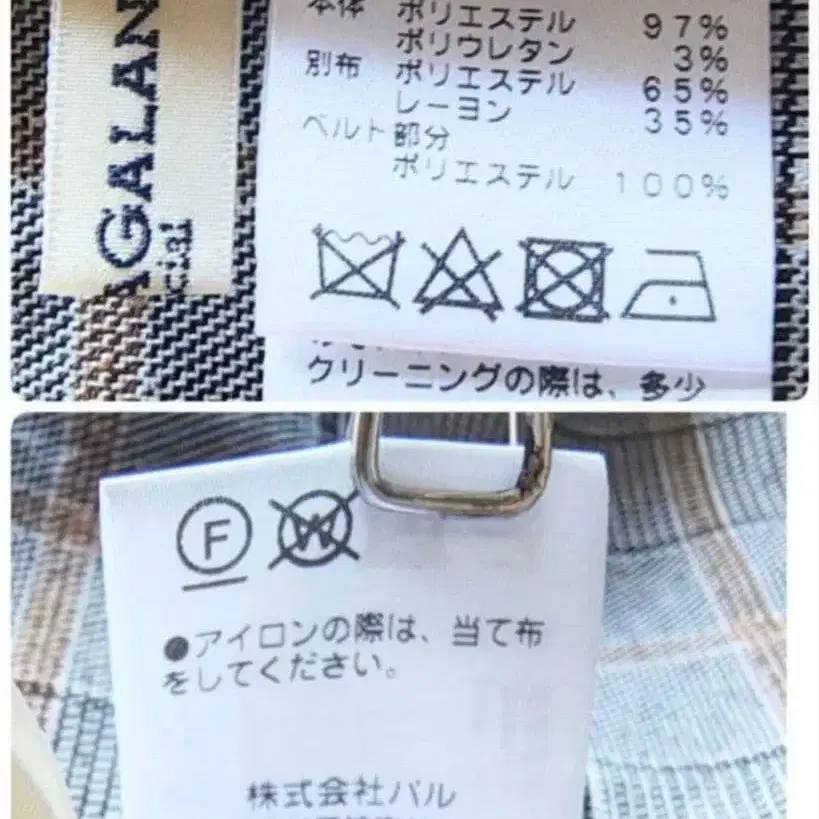 AGALAN
cial
本体 ポリエステル 97%
ポリウレタン 3%
別布 ポリエステル 65%
レーヨン 35%
ベルト部分
ポリエステル 100%
クリーニングの際は、多少
F W
●アイロンの際は、当て布
をしてください。
株式会社パル